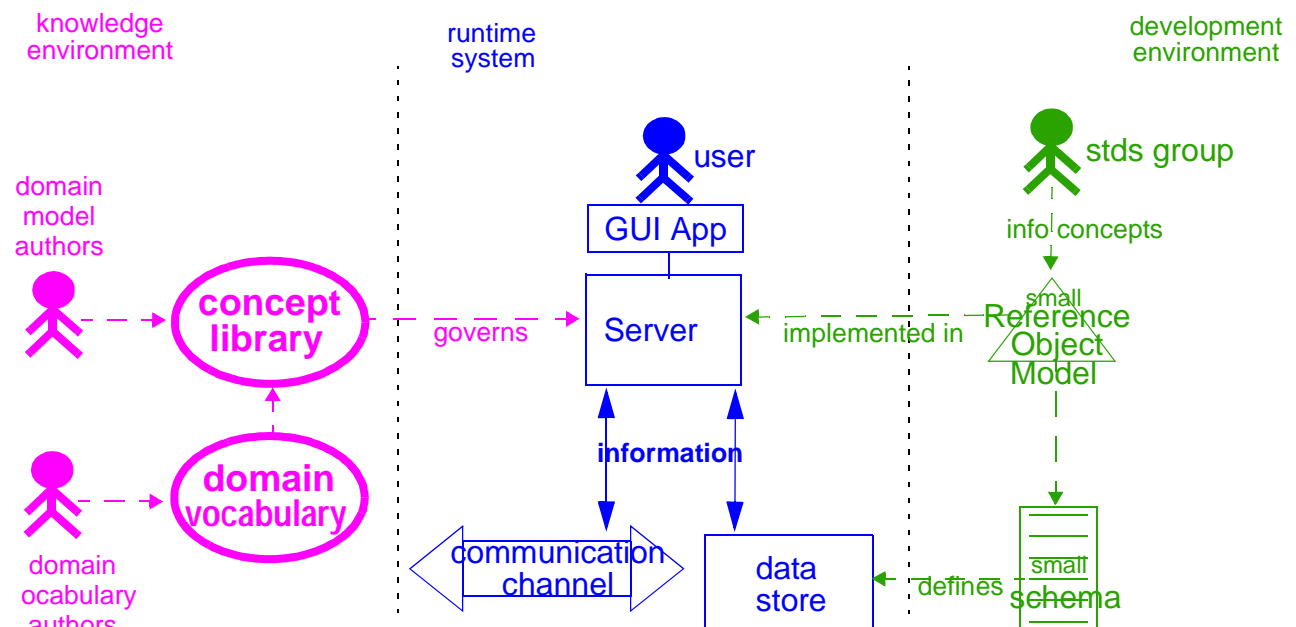 knowledge
environment
runtime
system
development
environment
user
stds group
domain
model
authors
GUI App
info concepts
concept
library
governs
Server
implemented in
small
Reference
Object
Model
information
domain
vocabulary
communication
channel
data
store
defines
small
schema
domain
ocabulary
authors